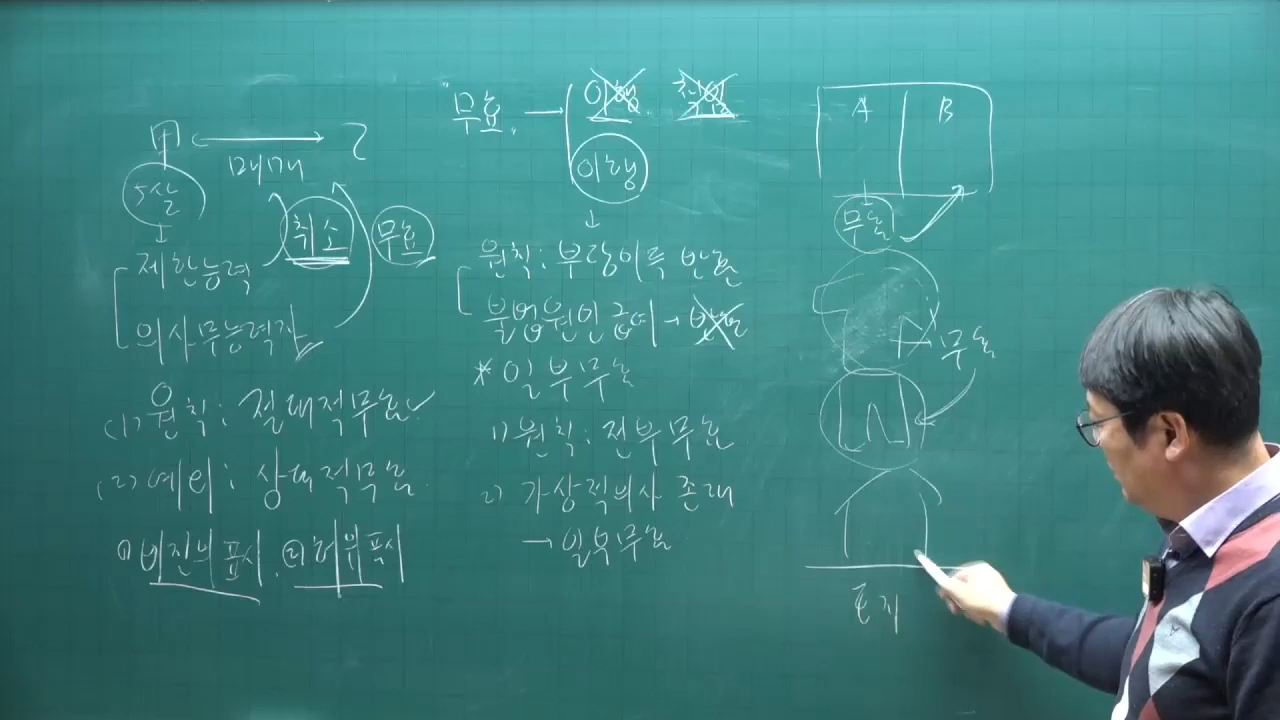 甲 ↔ 乙
매매
5살
↓
제한능력
의사무능력자
취소
무효
(1) 원칙: 절대적무효
(2) 예외: 상대적무효
① 비진의표시. ② 허위표시
"무효" →
이행
이행
↓
원칙: 부당이득 반환
불법원인급여 → 반환
* 일부무효
1) 원칙: 전부무효
2) 가상적의사 존재
→ 일부무효
A B
무효
무효
토지